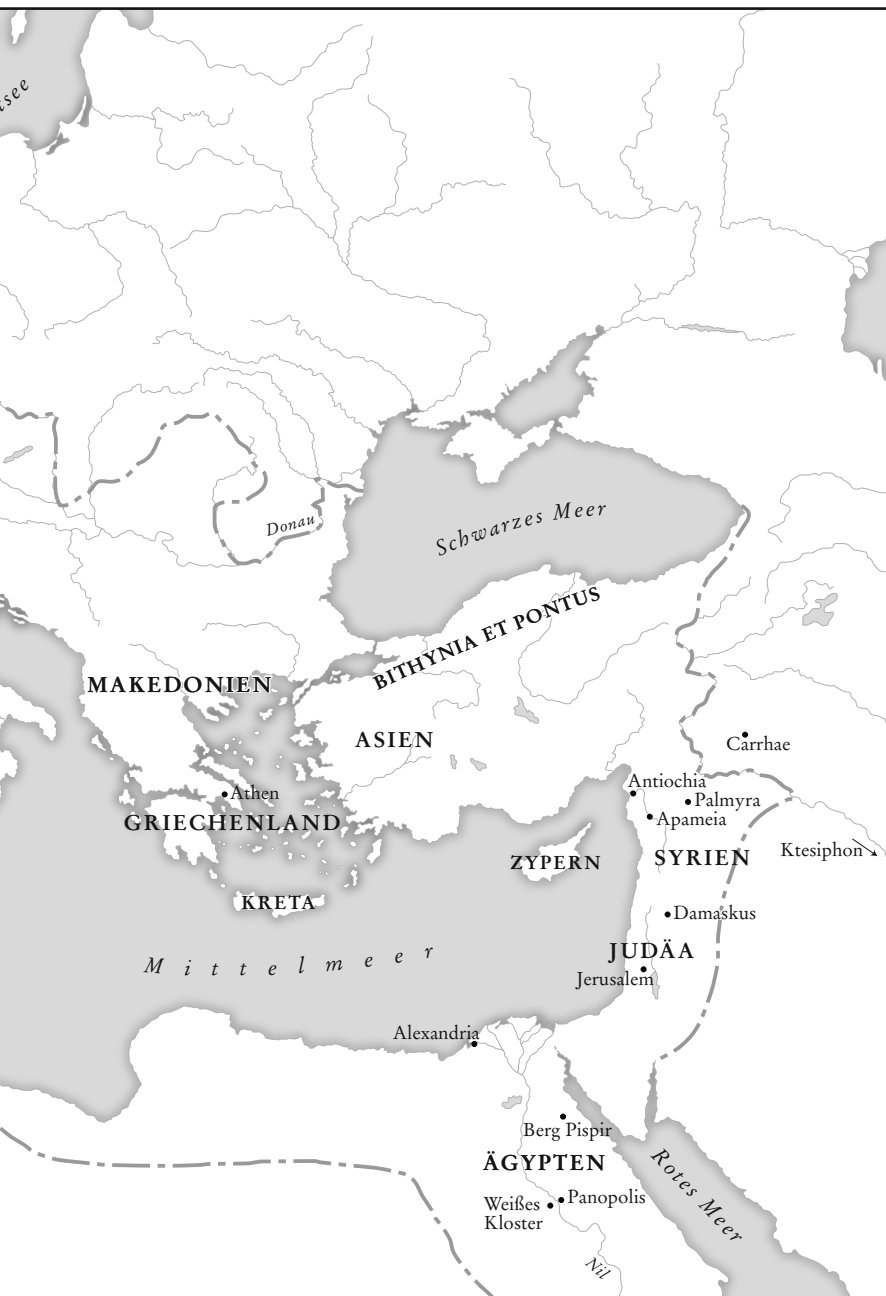 Donau
Schwarzes Meer
BITHYNIA ET PONTUS
MAKEDONIEN
ASIEN
Carrhae
Antiochia
Athen
Palmyra
Apameia
GRIECHENLAND
Ktesiphon
SYRIEN
ZYPERN
KRETA
Damaskus
JUDÄA
Mittelmeer
Jerusalem
Alexandria
Berg Pispir
ÄGYPTEN
Rotes Meer
Panopolis
Weißes
Kloster
Nil